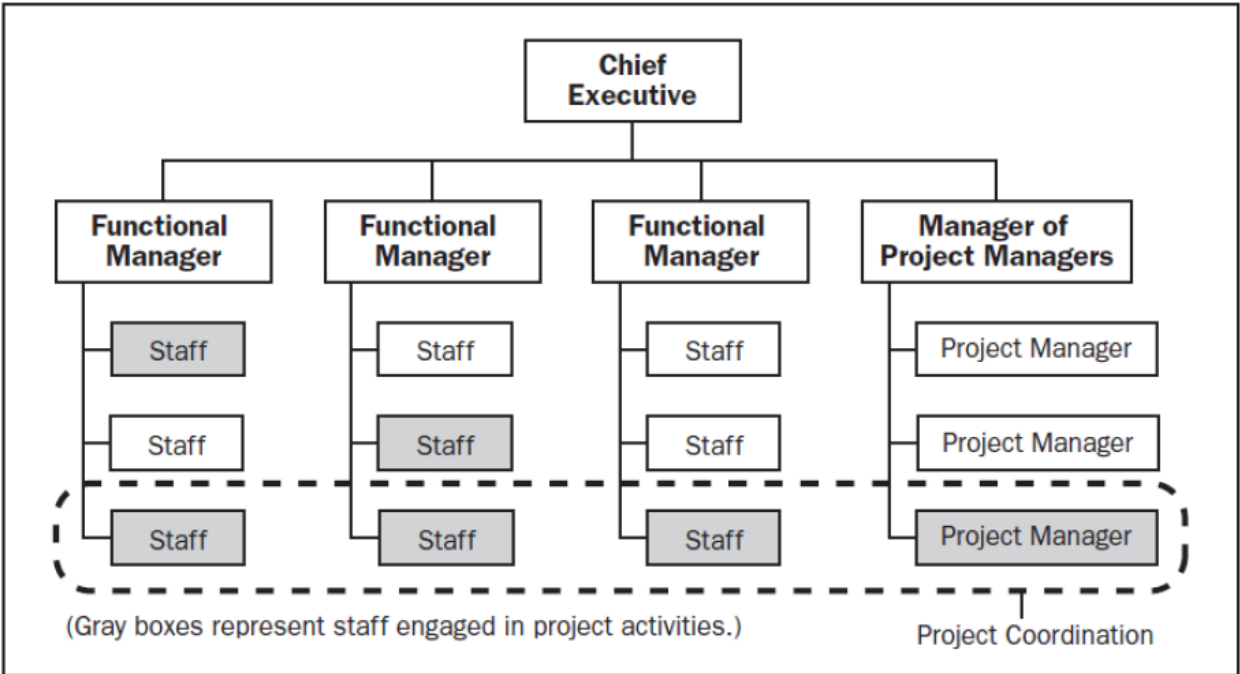 Chief
Executive
Functional
Manager
Functional
Manager
Functional
Manager
Manager of
Project Managers
Staff
Staff
Staff
Project Manager
Staff
Staff
Staff
Project Manager
Staff
Staff
Staff
Project Manager
(Gray boxes represent staff engaged in project activities.)
Project Coordination